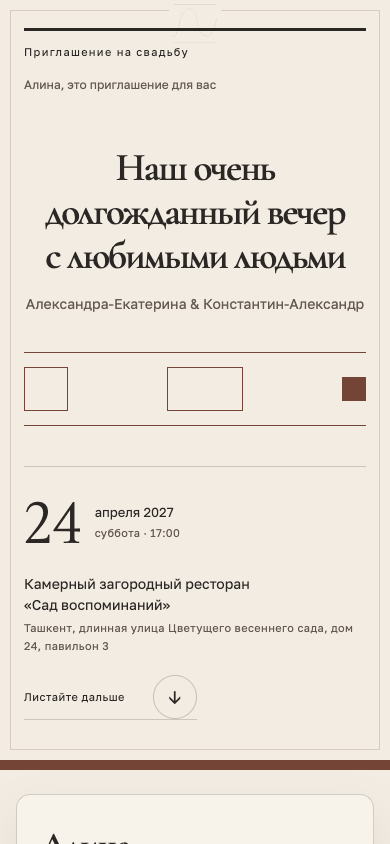 Приглашение на свадьбу
Алина, это приглашение для вас
Наш очень
долгожданный вечер
с любимыми людьми
Александра-Екатерина & Константин-Александр
24
апреля 2027
суббота · 17:00
Камерный загородный ресторан
«Сад воспоминаний»
Ташкент, длинная улица Цветущего весеннего сада, дом
24, павильон 3
Листайте дальше